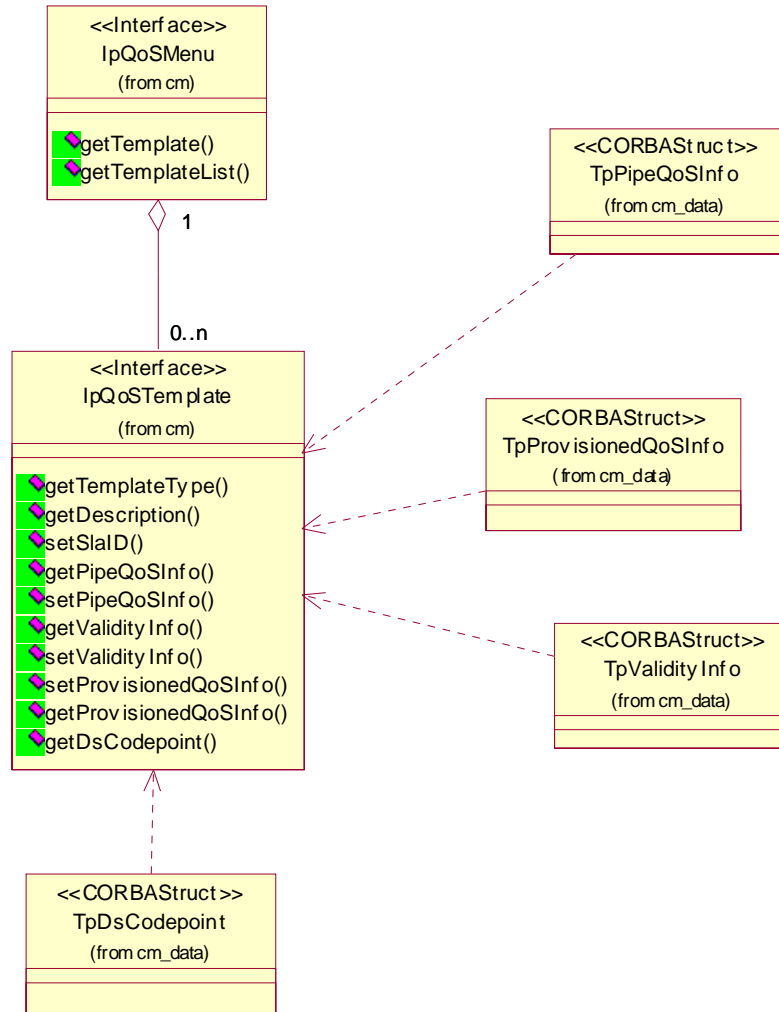 <<Interface>>
IpQoSMenu
(from cm)
getTemplate()
getTemplateList()
1
0..n
<<CORBAStruct>>
TpPipeQoSInfo
(from cm_data)
<<Interface>>
IpQoSTemplate
(from cm)
getTemplateType()
getDescription()
setSlaID()
getPipeQoSInfo()
setPipeQoSInfo()
getValidityInfo()
setValidityInfo()
setProvisionedQoSInfo()
getProvisionedQoSInfo()
getDsCodepoint()
<<CORBAStruct>>
TpProvisionedQoSInfo
(from cm_data)
<<CORBAStruct>>
TpValidityInfo
(from cm_data)
<<CORBAStruct>>
TpDsCodepoint
(from cm_data)